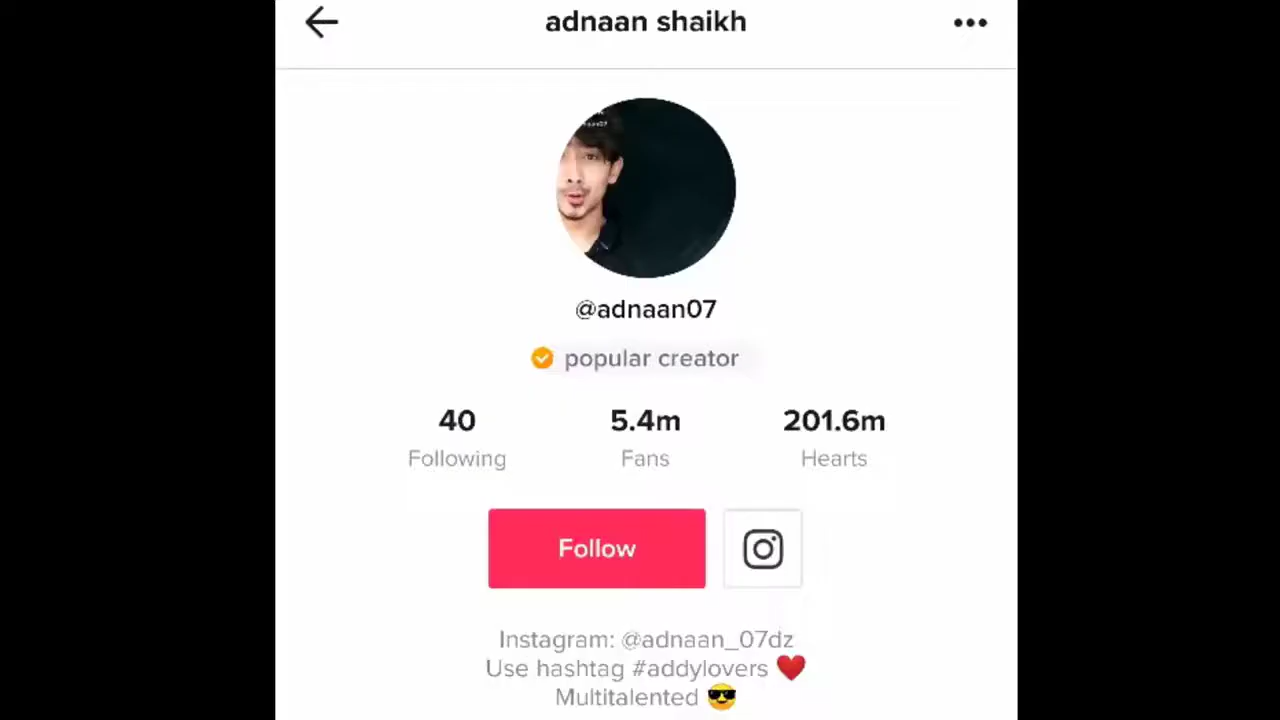 adnaan shaikh
@adnaan07
popular creator
40 5.4m 201.6m
Following Fans Hearts
Follow
Instagram: @adnaan_07dz
Use hashtag #addylovers ❤️
Multitalented 😎